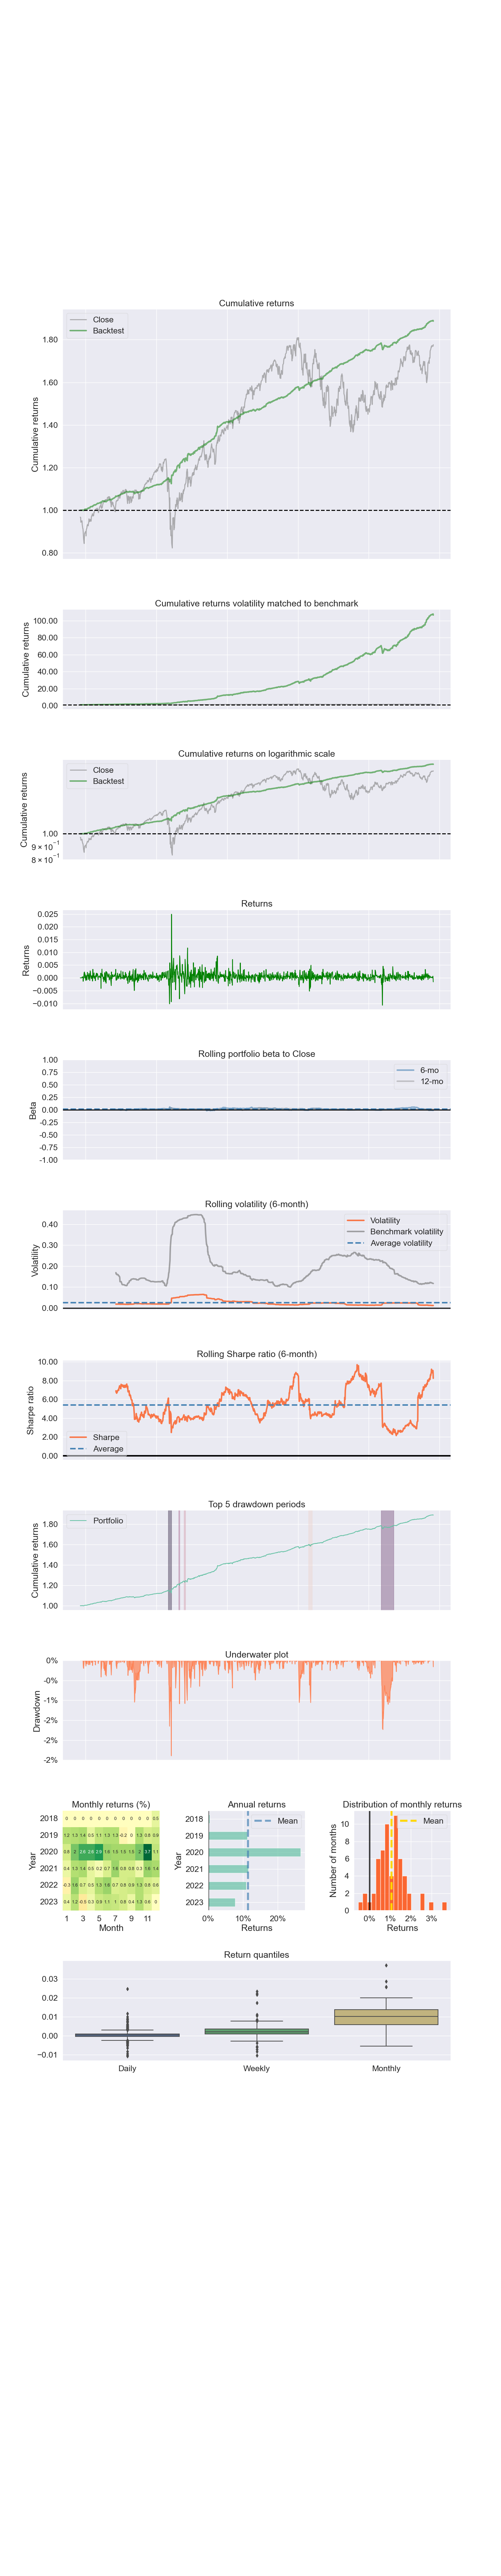 Cumulative returns
Close
Backtest
1.80
1.60
1.40
1.20
1.00
0.80
Cumulative returns
Cumulative returns volatility matched to benchmark
100.00
80.00
60.00
40.00
20.00
0.00
Cumulative returns
Cumulative returns on logarithmic scale
Close
Backtest
1.00
9 × 10⁻¹
8 × 10⁻¹
Cumulative returns
Returns
0.025
0.020
0.015
0.010
0.005
0.000
−0.005
−0.010
Returns
Rolling portfolio beta to Close
6-mo
12-mo
1.00
0.75
0.50
0.25
0.00
-0.25
-0.50
-0.75
-1.00
Beta
Rolling volatility (6-month)
Volatility
Benchmark volatility
Average volatility
0.40
0.30
0.20
0.10
0.00
Volatility
Rolling Sharpe ratio (6-month)
10.00
8.00
6.00
4.00
2.00
0.00
Sharpe ratio
Sharpe
Average
Top 5 drawdown periods
Portfolio
1.80
1.60
1.40
1.20
1.00
Cumulative returns
Underwater plot
0%
-0%
-1%
-1%
-2%
-2%
Drawdown
Monthly returns (%)
2018
2019
2020
2021
2022
2023
Year
1 3 5 7 9 11
Month
Annual returns
Mean
2018
2019
2020
2021
2022
2023
Year
0% 10% 20%
Returns
Distribution of monthly returns
Mean
10
8
6
4
2
0
Number of months
0% 1% 2% 3%
Returns
Return quantiles
0.03
0.02
0.01
0.00
−0.01
Daily Weekly Monthly